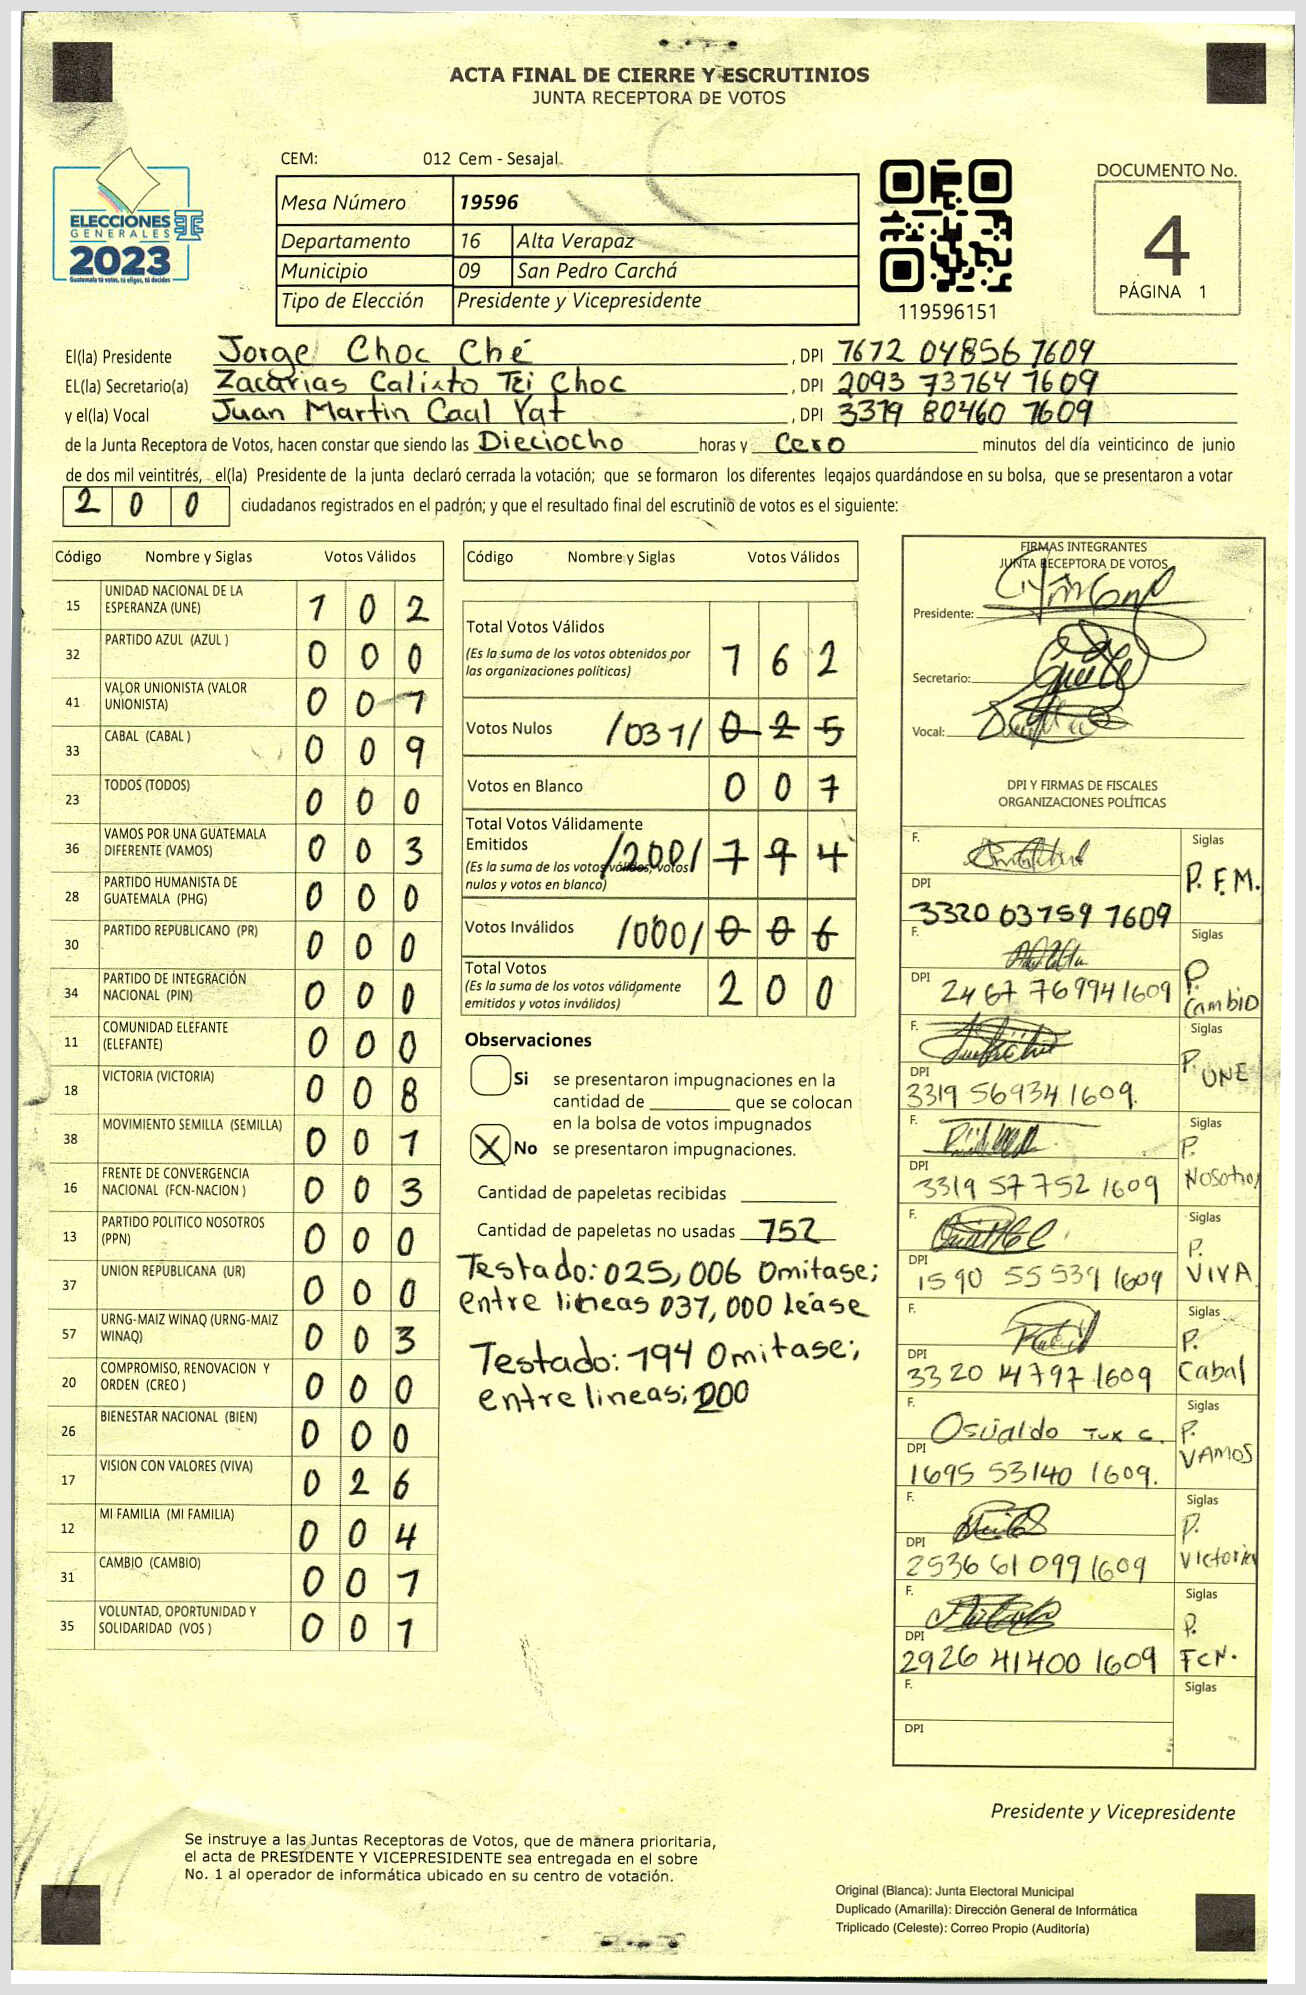 ACTA FINAL DE CIERRE Y ESCRUTINIOS
JUNTA RECEPTORA DE VOTOS
CEM: 012 Cem - Sesajal.
DOCUMENTO No.
4
PÁGINA 1
ELECCIONES
GENERALES
2023
Guatemala tú votas, tú eliges, tú decides
Mesa Número 19596
Departamento 16 Alta Verapaz
Municipio 09 San Pedro Carchá
Tipo de Elección Presidente y Vicepresidente
119596151
El(la) Presidente Jorge Choc Ché , DPI 7672 04856 7609
EL(la) Secretario(a) Zacarias Calixto Tzi Choc , DPI 2093 73764 7609
y el(la) Vocal Juan Martin Caal Yat , DPI 3379 80460 7609
de la Junta Receptora de Votos, hacen constar que siendo las Dieciocho horas y Cero minutos del día veinticinco de junio
de dos mil veintitrés, el(la) Presidente de la junta declaró cerrada la votación; que se formaron los diferentes legajos guardándose en su bolsa, que se presentaron a votar
2 0 0 ciudadanos registrados en el padrón; y que el resultado final del escrutinio de votos es el siguiente:
Código Nombre y Siglas Votos Válidos
15 UNIDAD NACIONAL DE LA
ESPERANZA (UNE) 1 0 2
32 PARTIDO AZUL (AZUL ) 0 0 0
41 VALOR UNIONISTA (VALOR
UNIONISTA) 0 0 1
33 CABAL (CABAL ) 0 0 9
23 TODOS (TODOS) 0 0 0
36 VAMOS POR UNA GUATEMALA
DIFERENTE (VAMOS) 0 0 3
28 PARTIDO HUMANISTA DE
GUATEMALA (PHG) 0 0 0
30 PARTIDO REPUBLICANO (PR) 0 0 0
34 PARTIDO DE INTEGRACIÓN
NACIONAL (PIN) 0 0 0
11 COMUNIDAD ELEFANTE
(ELEFANTE) 0 0 0
18 VICTORIA (VICTORIA) 0 0 8
38 MOVIMIENTO SEMILLA (SEMILLA) 0 0 1
16 FRENTE DE CONVERGENCIA
NACIONAL (FCN-NACION ) 0 0 3
13 PARTIDO POLITICO NOSOTROS
(PPN) 0 0 0
37 UNION REPUBLICANA (UR) 0 0 0
57 URNG-MAIZ WINAQ (URNG-MAIZ
WINAQ) 0 0 3
20 COMPROMISO, RENOVACION Y
ORDEN (CREO ) 0 0 0
26 BIENESTAR NACIONAL (BIEN) 0 0 0
17 VISION CON VALORES (VIVA) 0 2 6
12 MI FAMILIA (MI FAMILIA) 0 0 4
31 CAMBIO (CAMBIO) 0 0 1
35 VOLUNTAD, OPORTUNIDAD Y
SOLIDARIDAD (VOS ) 0 0 1
Código Nombre y Siglas Votos Válidos
Total Votos Válidos
(Es la suma de los votos obtenidos por
las organizaciones políticas) 1 6 2
Votos Nulos /031/ 0 2 5
Votos en Blanco 0 0 7
Total Votos Válidamente
Emitidos /200/ 1 9 4
(Es la suma de los votos válidos, votos
nulos y votos en blanco)
Votos Inválidos /000/ 0 0 6
Total Votos
(Es la suma de los votos válidamente
emitidos y votos inválidos) 2 0 0
Observaciones
Si se presentaron impugnaciones en la
cantidad de ________ que se colocan
en la bolsa de votos impugnados
X No se presentaron impugnaciones.
Cantidad de papeletas recibidas
Cantidad de papeletas no usadas 152
Testado: 025, 006 Omitase;
entre lineas 031, 000 Léase
Testado: 194 Omitase;
entre lineas; 200
FIRMAS INTEGRANTES
JUNTA RECEPTORA DE VOTOS
Presidente:
Secretario:
Vocal:
DPI Y FIRMAS DE FISCALES
ORGANIZACIONES POLÍTICAS
F. Siglas
P. F.M.
DPI
3320 63759 1609
F. Siglas
P. Cambio
DPI 2467 76994 1609
F. Siglas
P. UNE
DPI
3319 56934 1609.
F. Siglas
P. Nosotros
DPI
3319 57752 1609
F. Siglas
P. VIVA
DPI
1590 55539 1609
F. Siglas
P. Cabal
DPI
3320 14797 1609
F. Osualdo Tux C. Siglas
P. VAMOS
DPI
1695 53140 1609.
F. Siglas
P. Victoria
DPI
2536 61099 1609
F. Siglas
P. FCN.
DPI
2926 41400 1609
F. Siglas
DPI
Presidente y Vicepresidente
Se instruye a las Juntas Receptoras de Votos, que de manera prioritaria,
el acta de PRESIDENTE Y VICEPRESIDENTE sea entregada en el sobre
No. 1 al operador de informática ubicado en su centro de votación.
Original (Blanca): Junta Electoral Municipal
Duplicado (Amarilla): Dirección General de Informática
Triplicado (Celeste): Correo Propio (Auditoría)